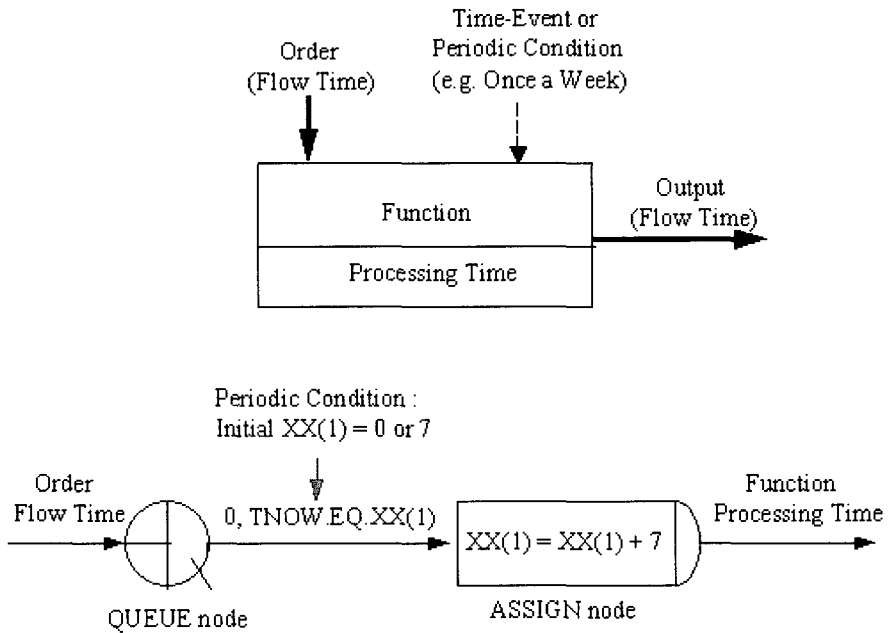 Time-Event or
Periodic Condition
(e.g. Once a Week)
Order
(Flow Time)
Function
Output
(Flow Time)
Processing Time
Periodic Condition :
Initial XX(1) = 0 or 7
Order
Flow Time
0, TNOW.EQ.XX(1)
XX(1) = XX(1) + 7
Function
Processing Time
QUEUE node
ASSIGN node